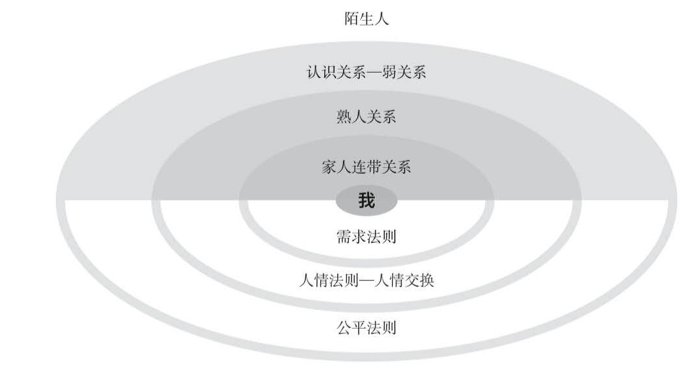 陌生人
认识关系—弱关系
熟人关系
家人连带关系
我
需求法则
人情法则—人情交换
公平法则